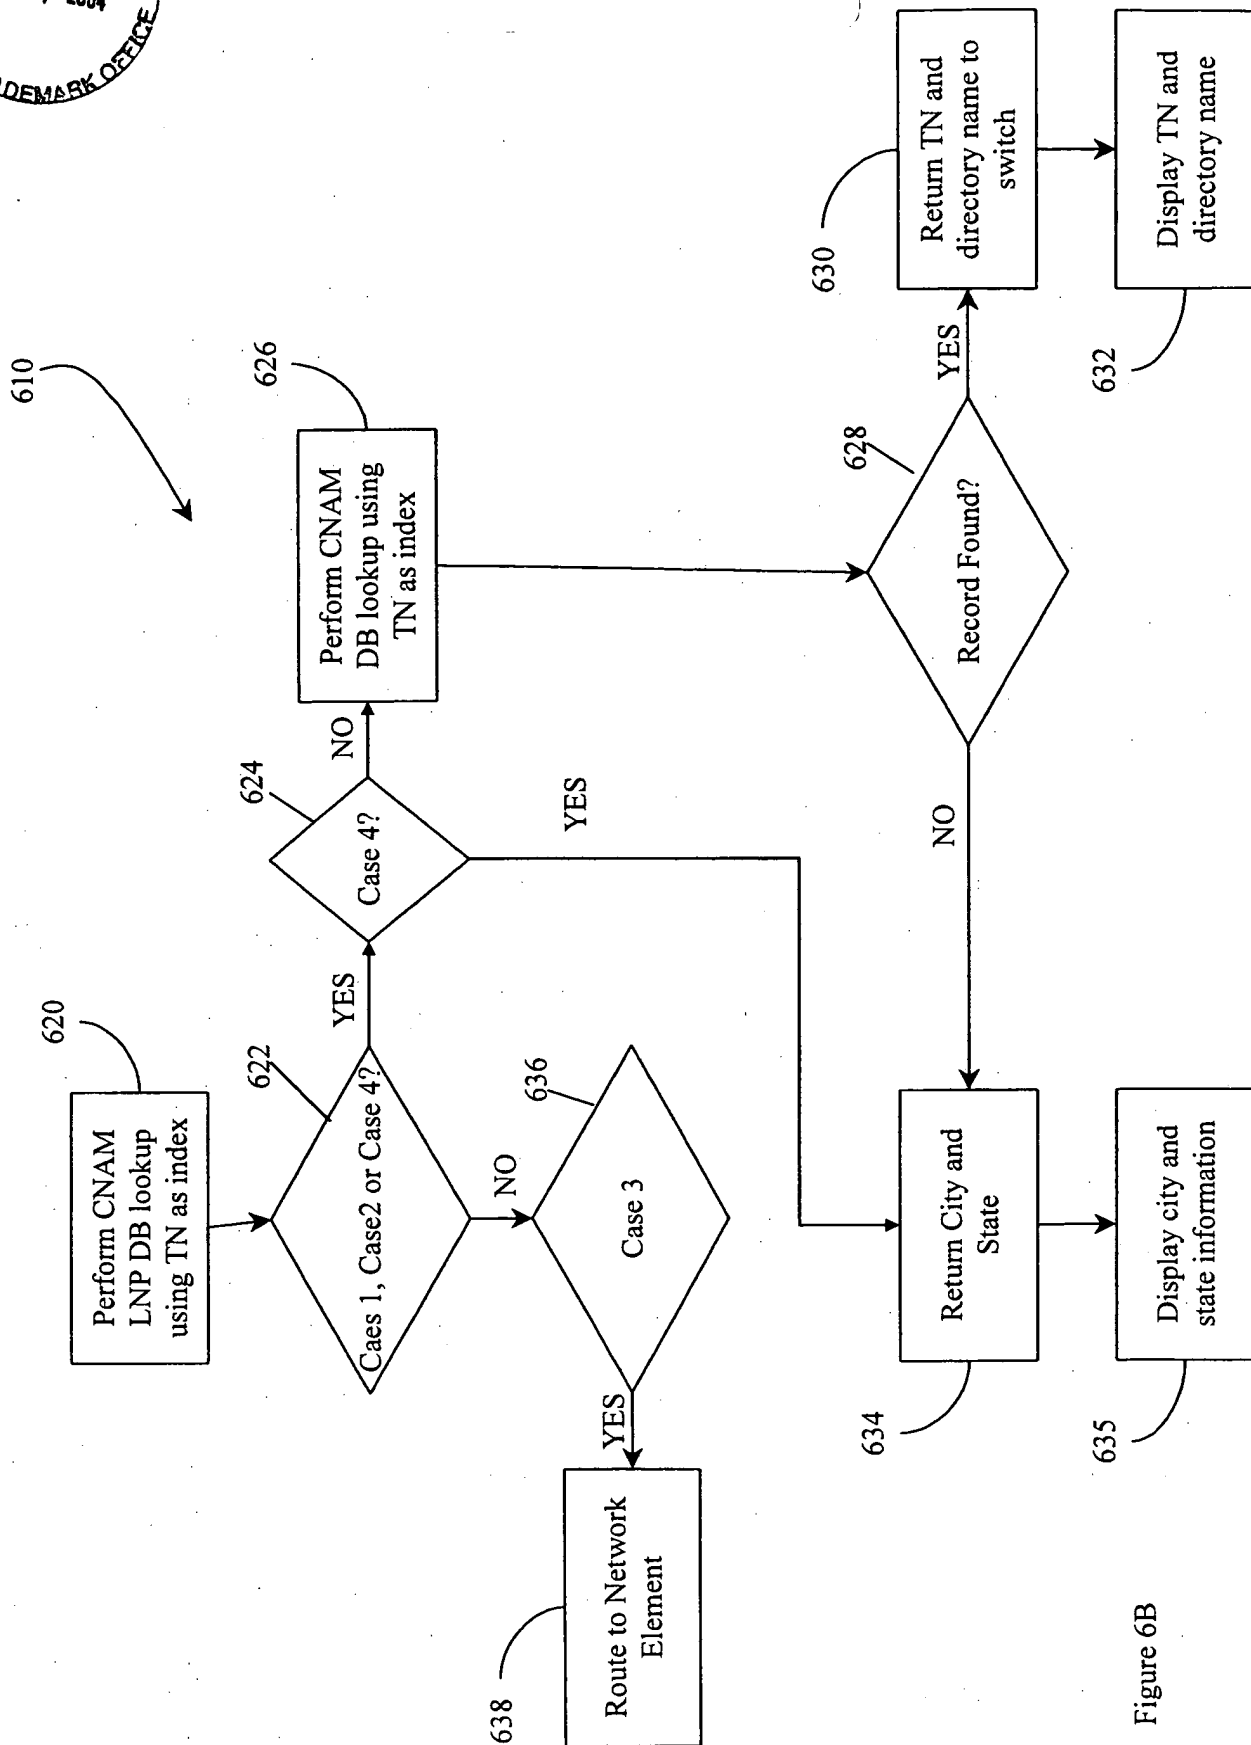 2004
DEMARK OFFICE
610
620
Perform CNAM
LNP DB lookup
using TN as index
622
Caes 1, Case2 or Case 4?
YES
624
Case 4?
NO
626
Perform CNAM
DB lookup using
TN as index
NO
636
Case 3
YES
638
Route to Network
Element
YES
628
Record Found?
YES
630
Return TN and
directory name to
switch
632
Display TN and
directory name
NO
634
Return City and
State
635
Display city and
state information
Figure 6B